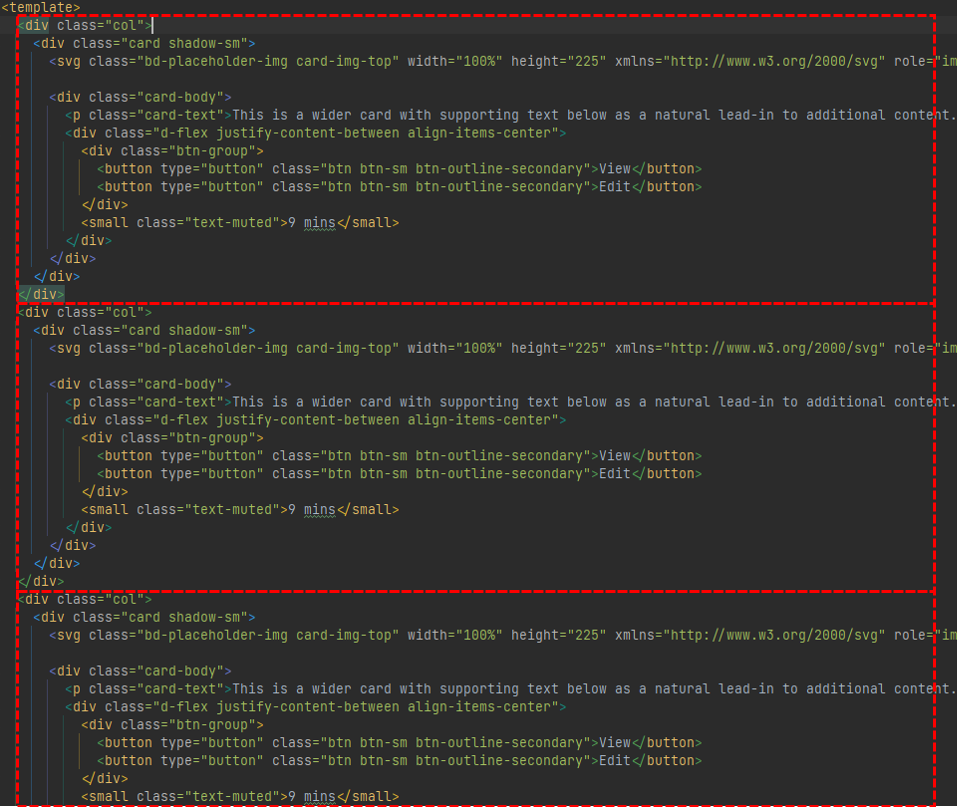 <template>
<div class="col">
<div class="card shadow-sm">
<svg class="bd-placeholder-img card-img-top" width="100%" height="225" xmlns="http://www.w3.org/2000/svg" role="im
<div class="card-body">
<p class="card-text">This is a wider card with supporting text below as a natural lead-in to additional content.
<div class="d-flex justify-content-between align-items-center">
<div class="btn-group">
<button type="button" class="btn btn-sm btn-outline-secondary">View</button>
<button type="button" class="btn btn-sm btn-outline-secondary">Edit</button>
</div>
<small class="text-muted">9 mins</small>
</div>
</div>
</div>
</div>
<div class="col">
<div class="card shadow-sm">
<svg class="bd-placeholder-img card-img-top" width="100%" height="225" xmlns="http://www.w3.org/2000/svg" role="im
<div class="card-body">
<p class="card-text">This is a wider card with supporting text below as a natural lead-in to additional content.
<div class="d-flex justify-content-between align-items-center">
<div class="btn-group">
<button type="button" class="btn btn-sm btn-outline-secondary">View</button>
<button type="button" class="btn btn-sm btn-outline-secondary">Edit</button>
</div>
<small class="text-muted">9 mins</small>
</div>
</div>
</div>
</div>
<div class="col">
<div class="card shadow-sm">
<svg class="bd-placeholder-img card-img-top" width="100%" height="225" xmlns="http://www.w3.org/2000/svg" role="im
<div class="card-body">
<p class="card-text">This is a wider card with supporting text below as a natural lead-in to additional content.
<div class="d-flex justify-content-between align-items-center">
<div class="btn-group">
<button type="button" class="btn btn-sm btn-outline-secondary">View</button>
<button type="button" class="btn btn-sm btn-outline-secondary">Edit</button>
</div>
<small class="text-muted">9 mins</small>